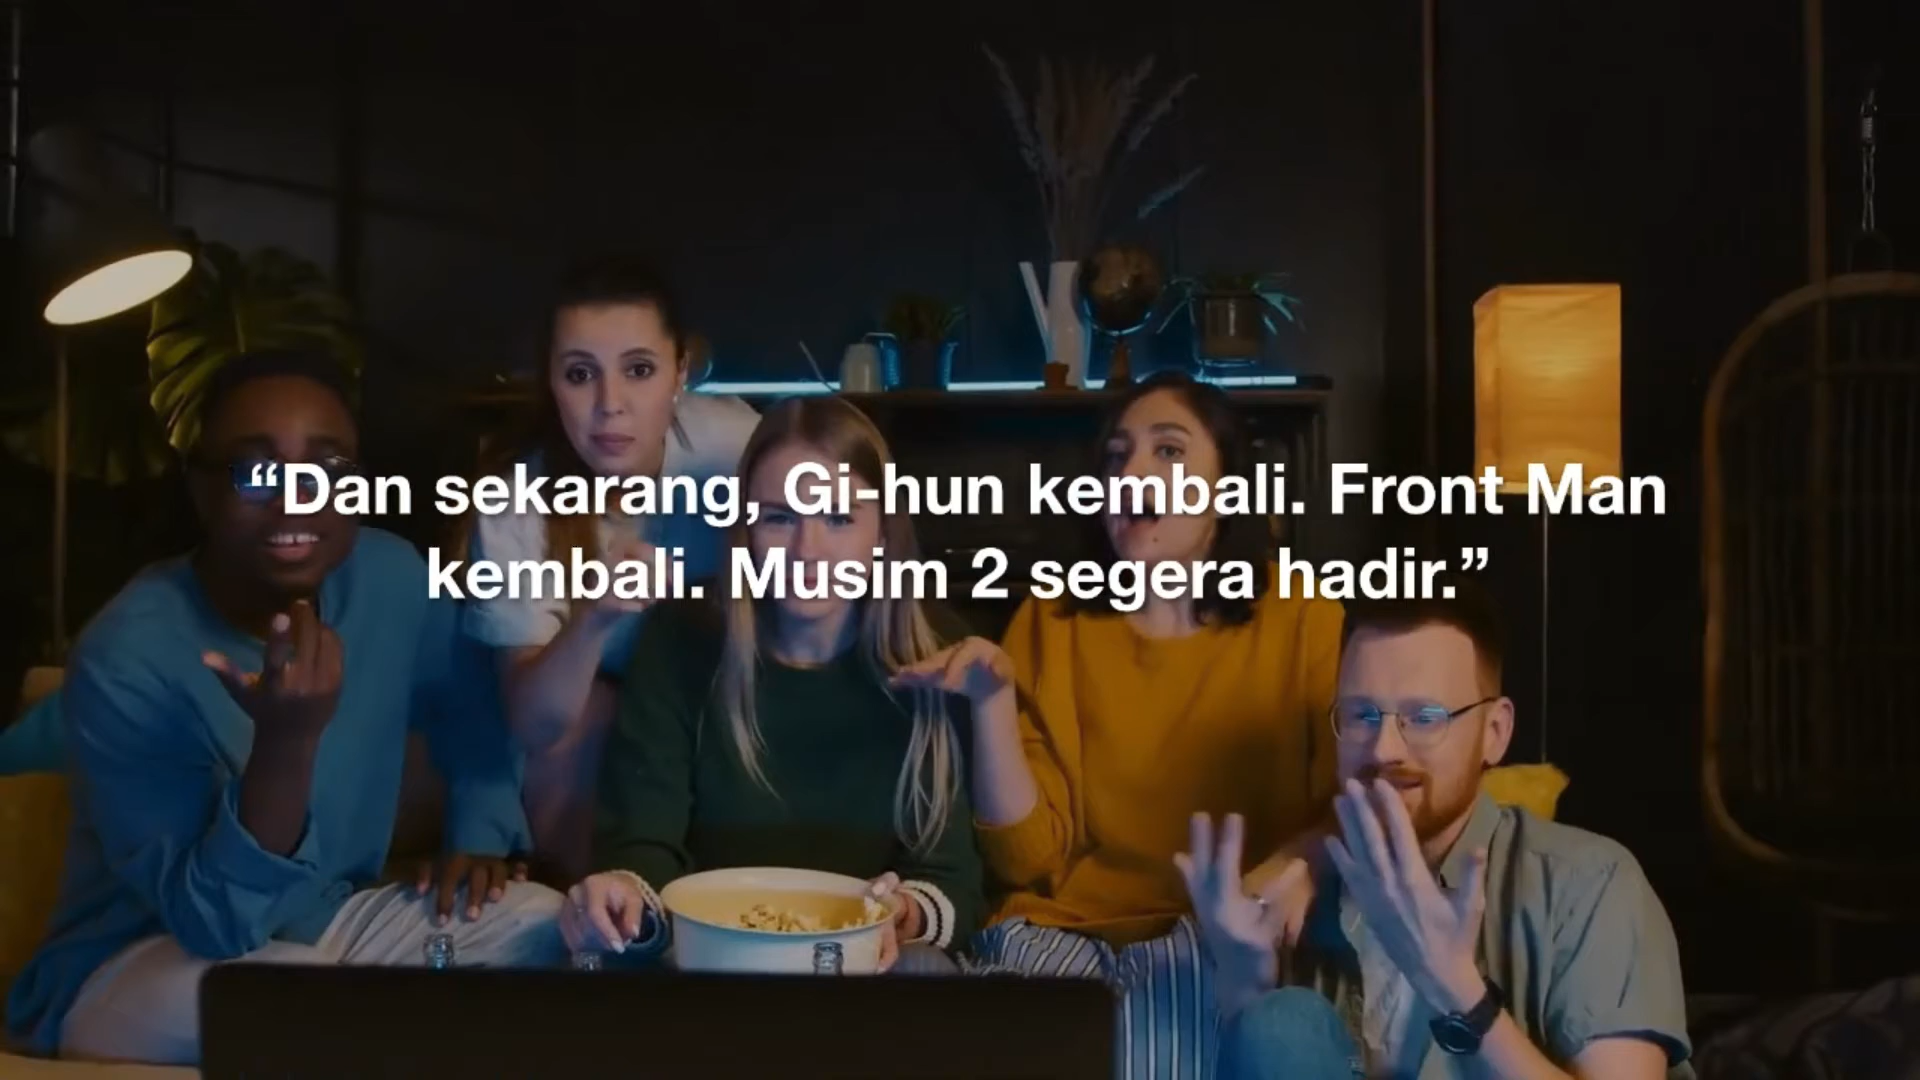 “Dan sekarang, Gi-hun kembali. Front Man
kembali. Musim 2 segera hadir.”